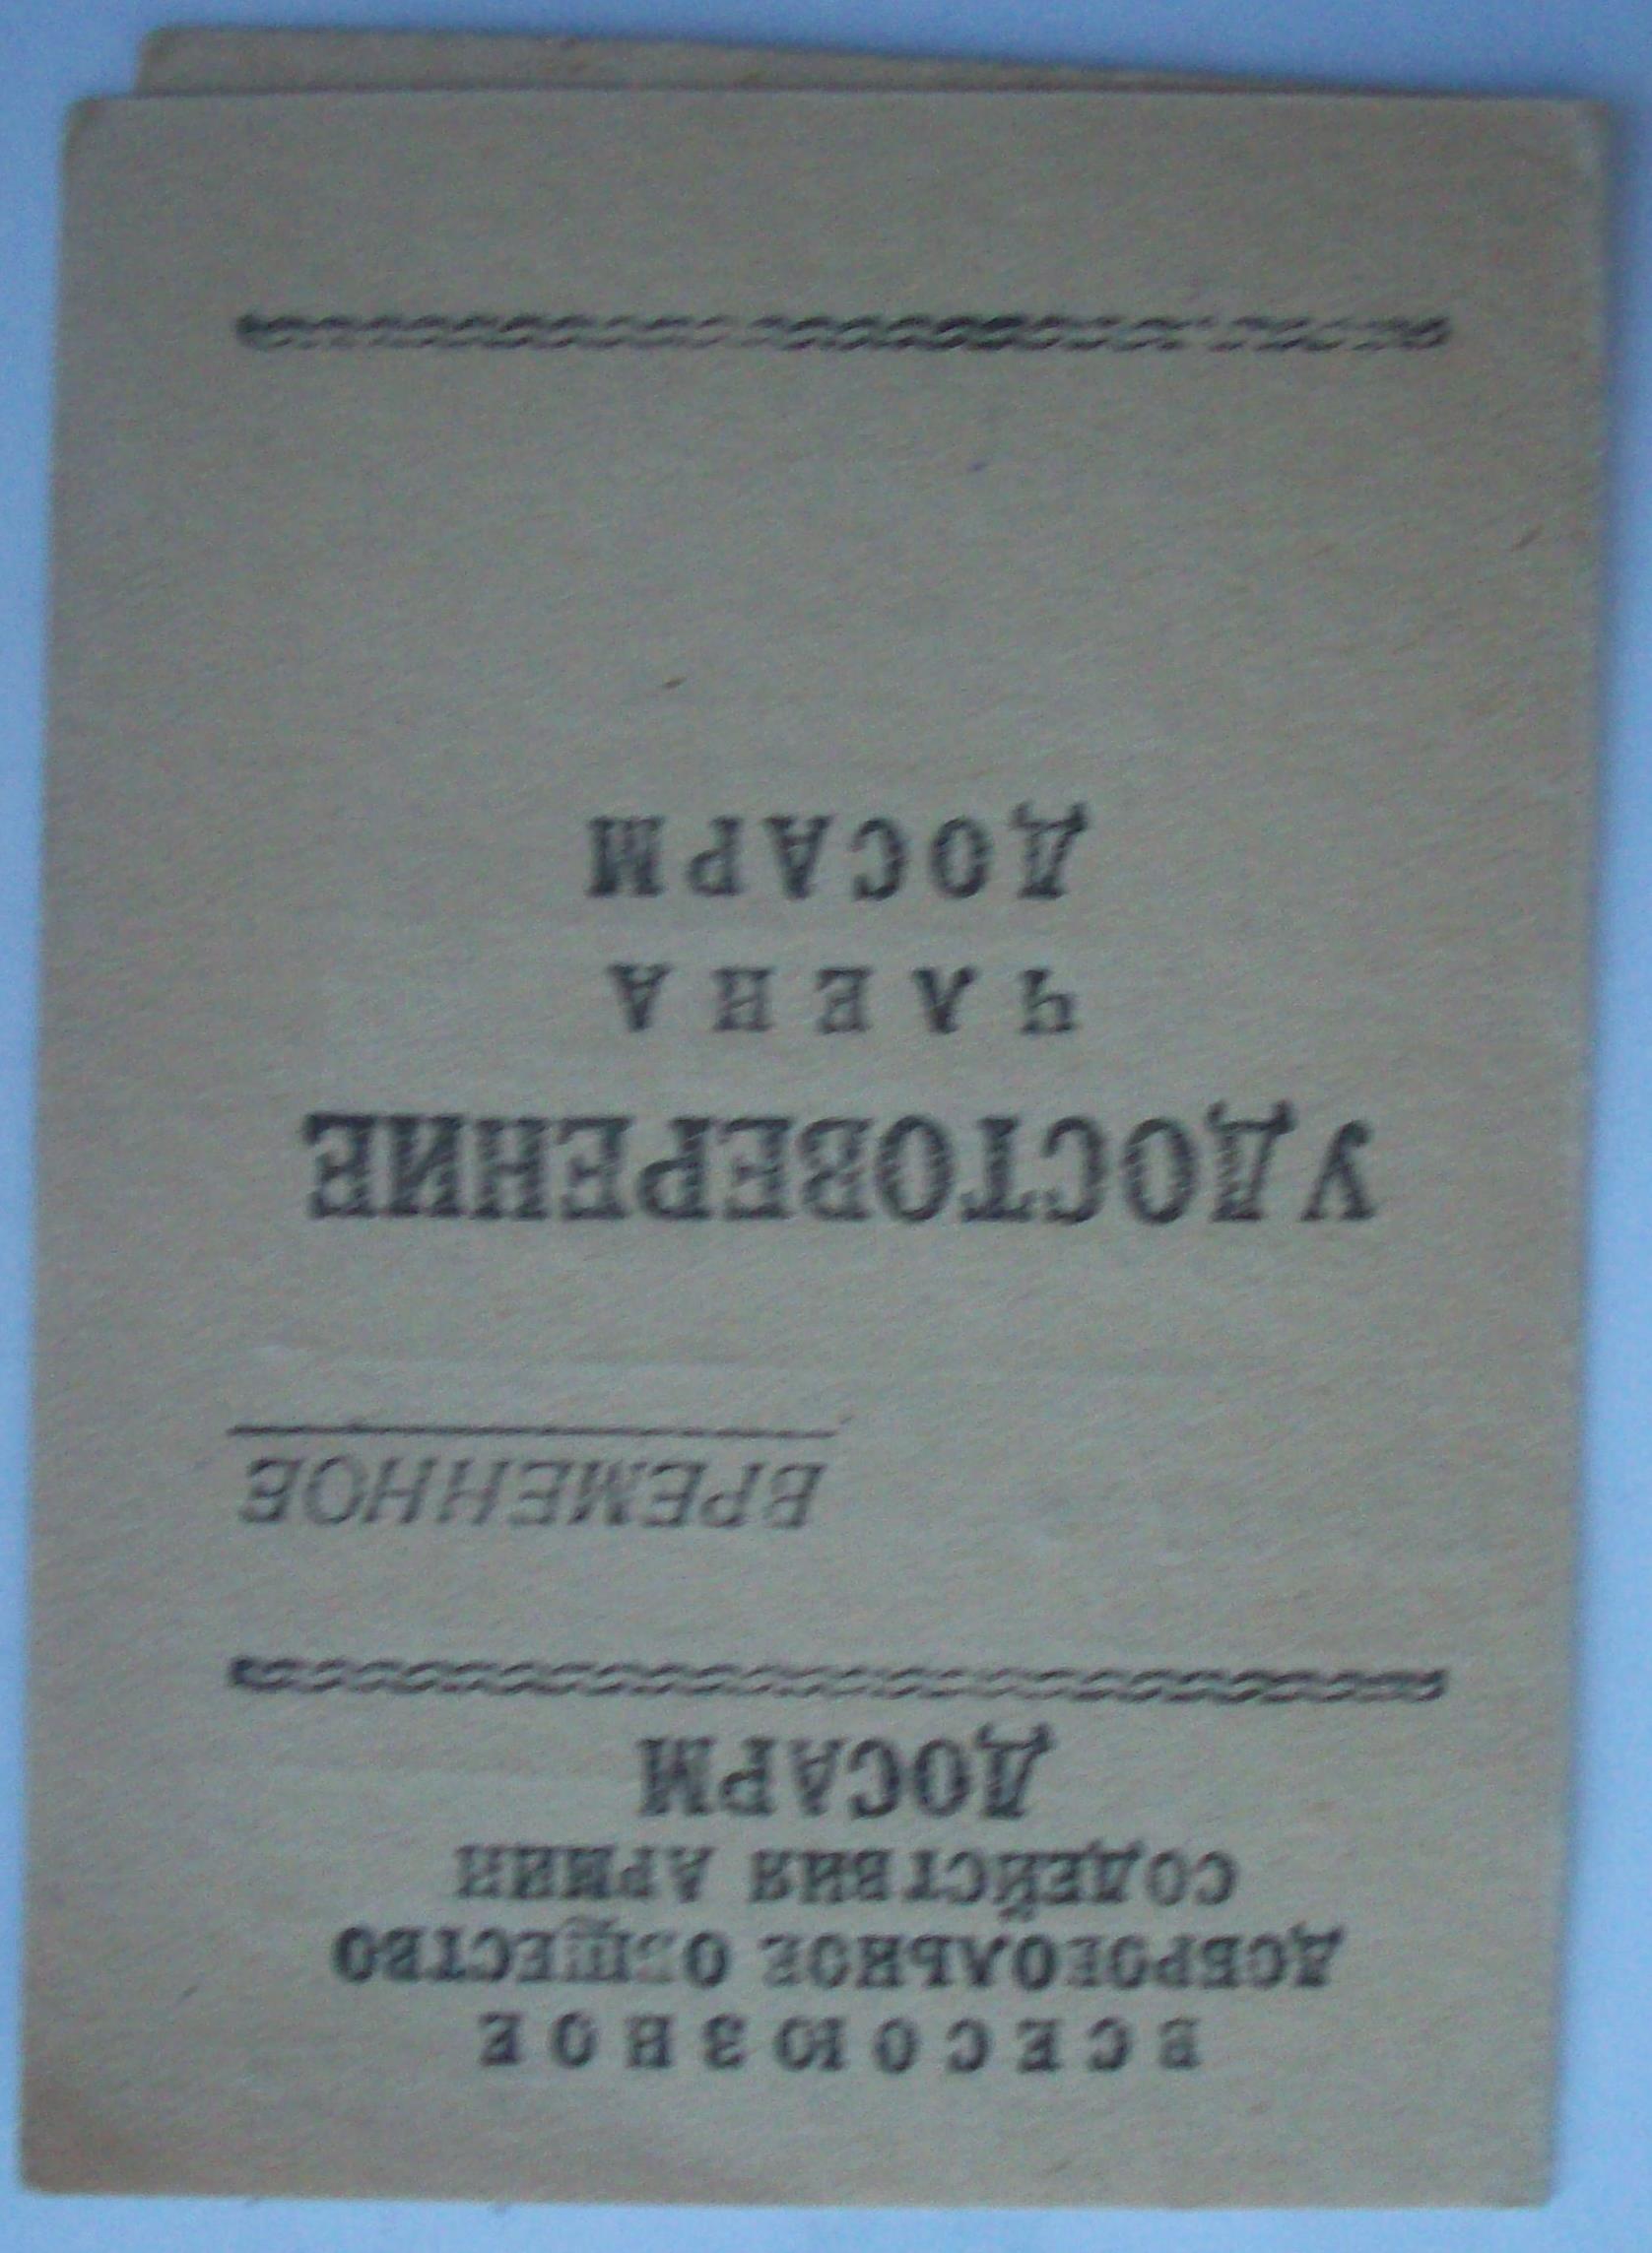 ВСЕСОЮЗНОЕ
ДОБРОВОЛЬНОЕ ОБЩЕСТВО
СОДЕЙСТВИЯ АРМИИ
ДОСАРМ
ВРЕМЕННОЕ
УДОСТОВЕРЕНИЕ
ЧЛЕНА
ДОСАРМ